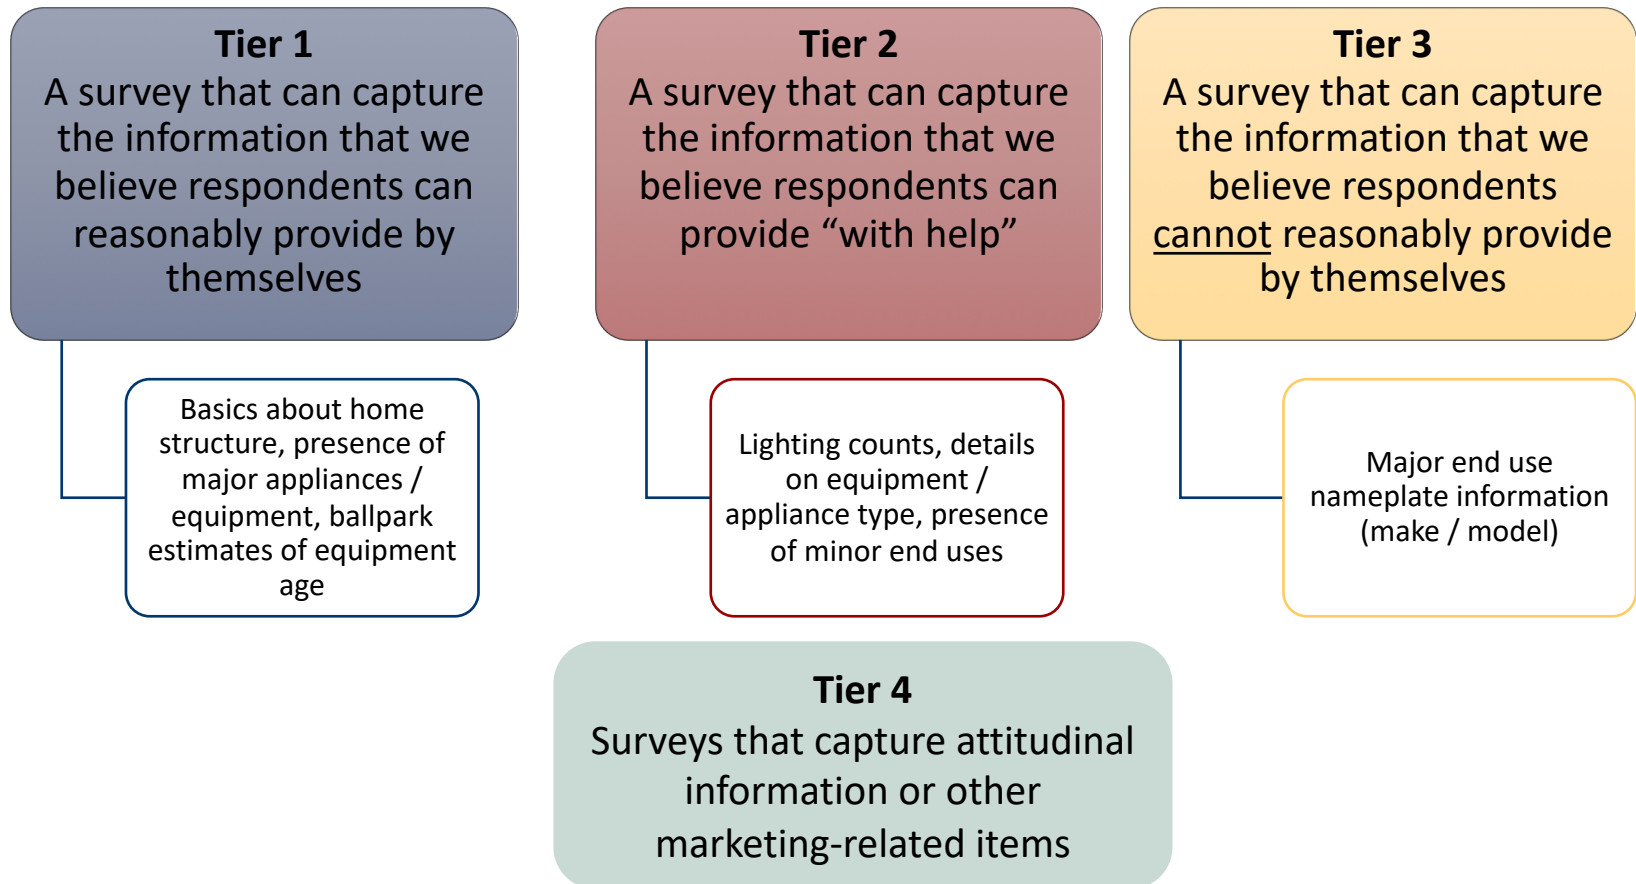 Tier 1
A survey that can capture
the information that we
believe respondents can
reasonably provide by
themselves
Basics about home
structure, presence of
major appliances /
equipment, ballpark
estimates of equipment
age
Tier 2
A survey that can capture
the information that we
believe respondents can
provide “with help”
Lighting counts, details
on equipment /
appliance type, presence
of minor end uses
Tier 3
A survey that can capture
the information that we
believe respondents
cannot reasonably provide
by themselves
Major end use
nameplate information
(make / model)
Tier 4
Surveys that capture attitudinal
information or other
marketing-related items